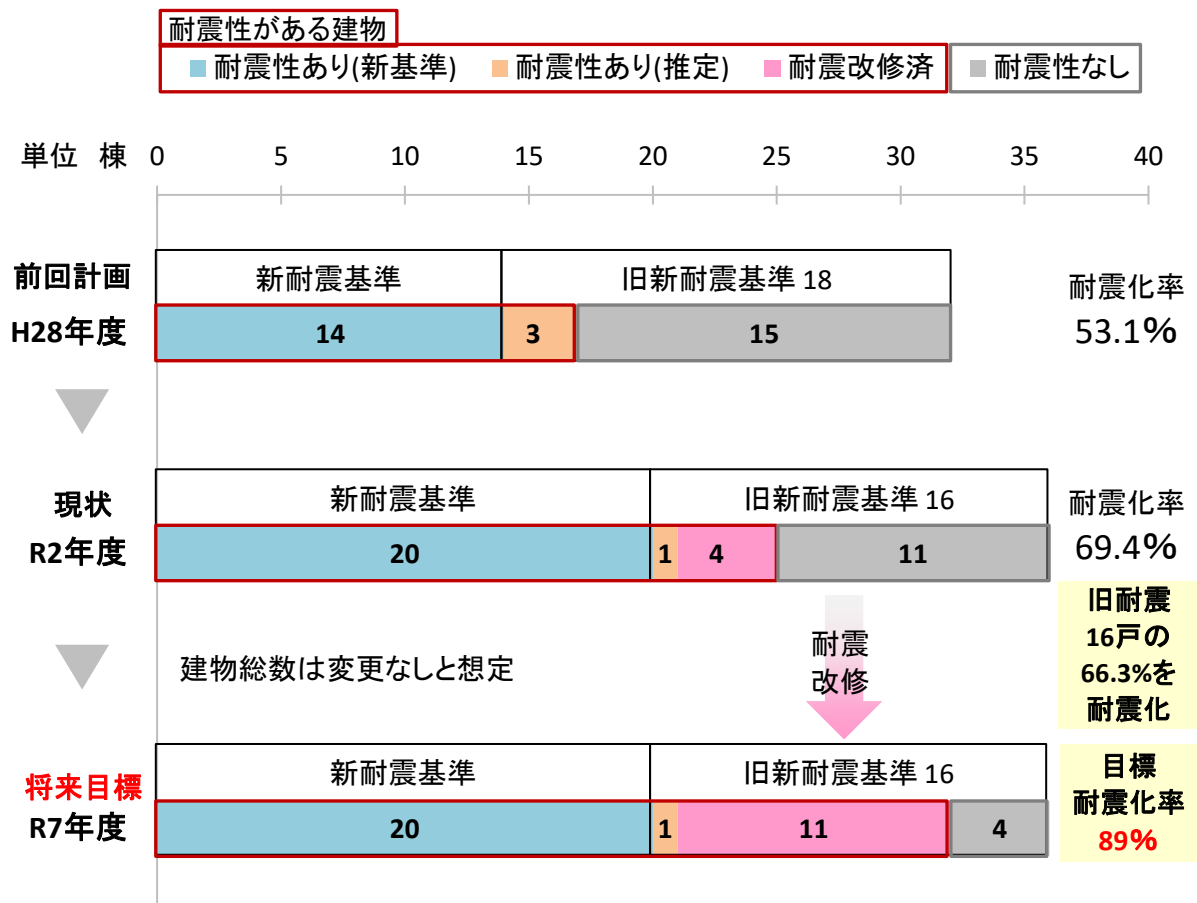 耐震性がある建物
耐震性あり(新基準) 耐震性あり(推定) 耐震改修済 耐震性なし
単位 棟 0 5 10 15 20 25 30 35 40
前回計画
H28年度
新耐震基準 旧新耐震基準 18
14 3 15
耐震化率
53.1%
現状
R2年度
新耐震基準 旧新耐震基準 16
20 1 4 11
耐震化率
69.4%
建物総数は変更なしと想定
耐震
改修
旧耐震
16戸の
66.3%を
耐震化
将来目標
R7年度
新耐震基準 旧新耐震基準 16
20 1 11 4
目標
耐震化率
89%